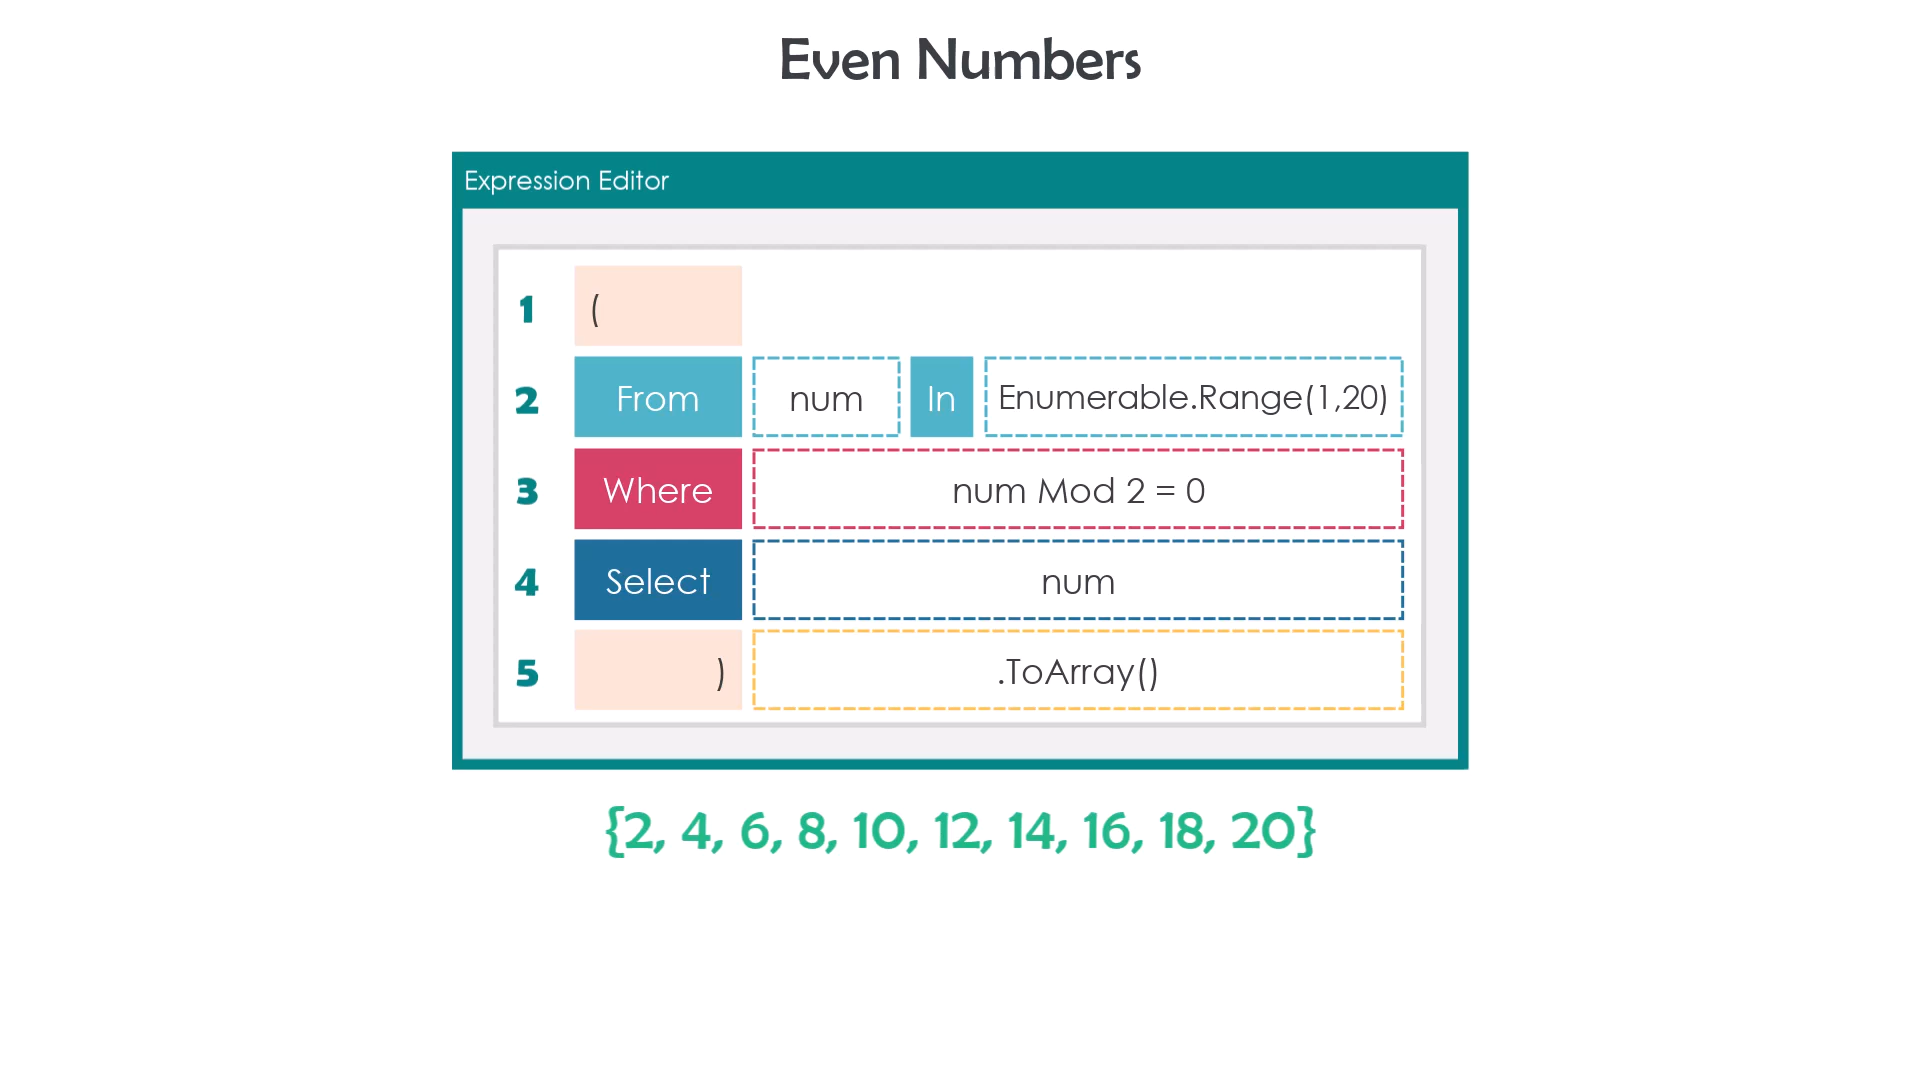 Even Numbers
Expression Editor
1 (
2 From num In Enumerable.Range(1,20)
3 Where num Mod 2 = 0
4 Select num
5 ) .ToArray()
{2, 4, 6, 8, 10, 12, 14, 16, 18, 20}